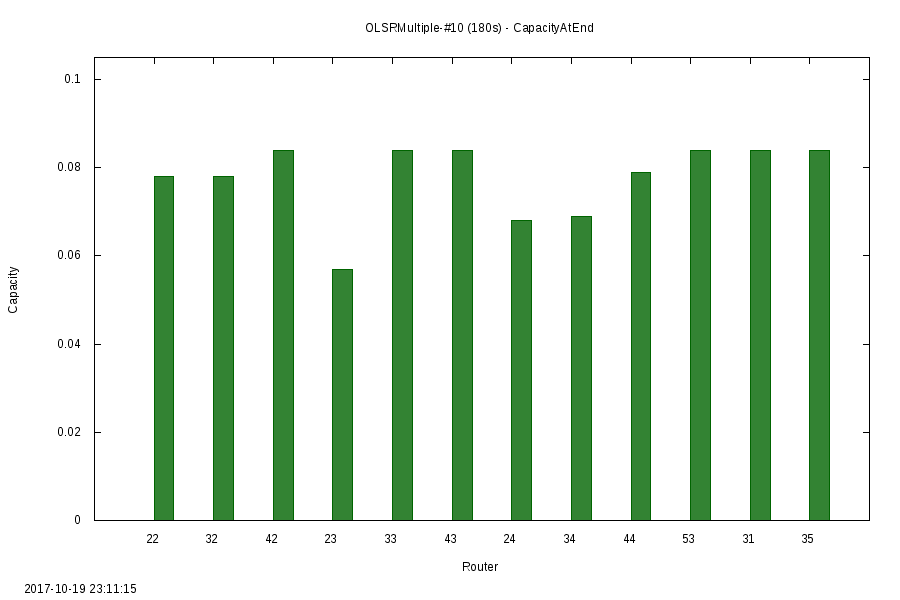 OLSRMultiple-#10 (180s) - CapacityAtEnd
0.1
0.08
0.06
0.04
0.02
0
Capacity
22 32 42 23 33 43 24 34 44 53 31 35
Router
2017-10-19 23:11:15